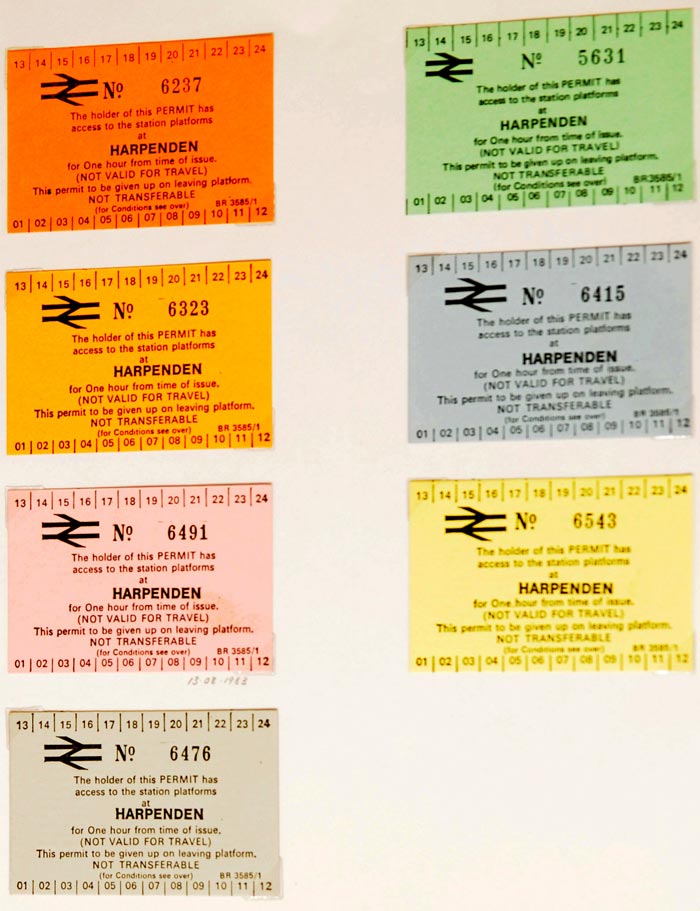 13 14 15 16 17 18 19 20 21 22 23 24
Nº 6237
The holder of this PERMIT has
access to the station platforms
at
HARPENDEN
for One hour from time of issue.
(NOT VALID FOR TRAVEL)
This permit to be given up on leaving platform.
NOT TRANSFERABLE
(for Conditions see over) BR 3585/1
01 02 03 04 05 06 07 08 09 10 11 12
13 14 15 16 17 18 19 20 21 22 23 24
Nº 5631
The holder of this PERMIT has
access to the station platforms
at
HARPENDEN
for One hour from time of issue.
(NOT VALID FOR TRAVEL)
This permit to be given up on leaving platform.
NOT TRANSFERABLE
(for Conditions see over) BR 3585/1
01 02 03 04 05 06 07 08 09 10 11 12
13 14 15 16 17 18 19 20 21 22 23 24
Nº 6323
The holder of this PERMIT has
access to the station platforms
at
HARPENDEN
for One hour from time of issue.
(NOT VALID FOR TRAVEL)
This permit to be given up on leaving platform.
NOT TRANSFERABLE
(for Conditions see over) BR 3585/1
01 02 03 04 05 06 07 08 09 10 11 12
13 14 15 16 17 18 19 20 21 22 23 24
Nº 6415
The holder of this PERMIT has
access to the station platforms
at
HARPENDEN
for One hour from time of issue.
(NOT VALID FOR TRAVEL)
This permit to be given up on leaving platform.
NOT TRANSFERABLE
(for Conditions see over) BR 3585/1
01 02 03 04 05 06 07 08 09 10 11 12
13 14 15 16 17 18 19 20 21 22 23 24
Nº 6491
The holder of this PERMIT has
access to the station platforms
at
HARPENDEN
for One hour from time of issue.
(NOT VALID FOR TRAVEL)
This permit to be given up on leaving platform.
NOT TRANSFERABLE
(for Conditions see over) BR 3585/1
01 02 03 04 05 06 07 08 09 10 11 12
13 14 15 16 17 18 19 20 21 22 23 24
Nº 6543
The holder of this PERMIT has
access to the station platforms
at
HARPENDEN
for One hour from time of issue.
(NOT VALID FOR TRAVEL)
This permit to be given up on leaving platform.
NOT TRANSFERABLE
(for Conditions see over) BR 3585/1
01 02 03 04 05 06 07 08 09 10 11 12
13 14 15 16 17 18 19 20 21 22 23 24
Nº 6476
The holder of this PERMIT has
access to the station platforms
at
HARPENDEN
for One hour from time of issue.
(NOT VALID FOR TRAVEL)
This permit to be given up on leaving platform.
NOT TRANSFERABLE
(for Conditions see over) BR 3585/1
01 02 03 04 05 06 07 08 09 10 11 12